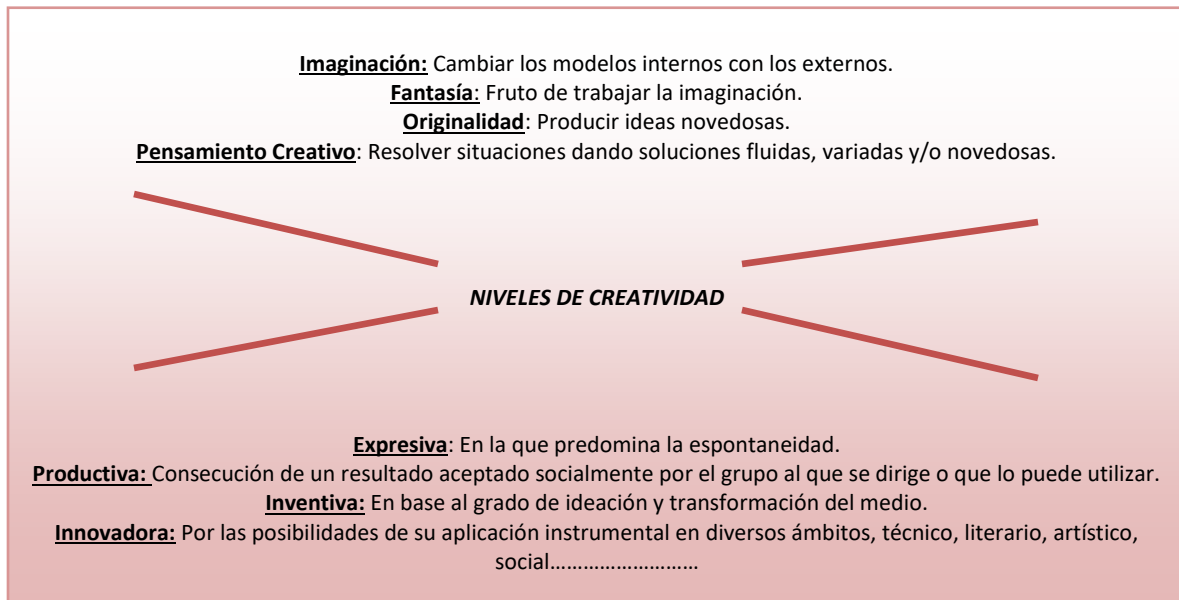 Imaginación: Cambiar los modelos internos con los externos.
Fantasía: Fruto de trabajar la imaginación.
Originalidad: Producir ideas novedosas.
Pensamiento Creativo: Resolver situaciones dando soluciones fluidas, variadas y/o novedosas.
NIVELES DE CREATIVIDAD
Expresiva: En la que predomina la espontaneidad.
Productiva: Consecución de un resultado aceptado socialmente por el grupo al que se dirige o que lo puede utilizar.
Inventiva: En base al grado de ideación y transformación del medio.
Innovadora: Por las posibilidades de su aplicación instrumental en diversos ámbitos, técnico, literario, artístico,
social………………………